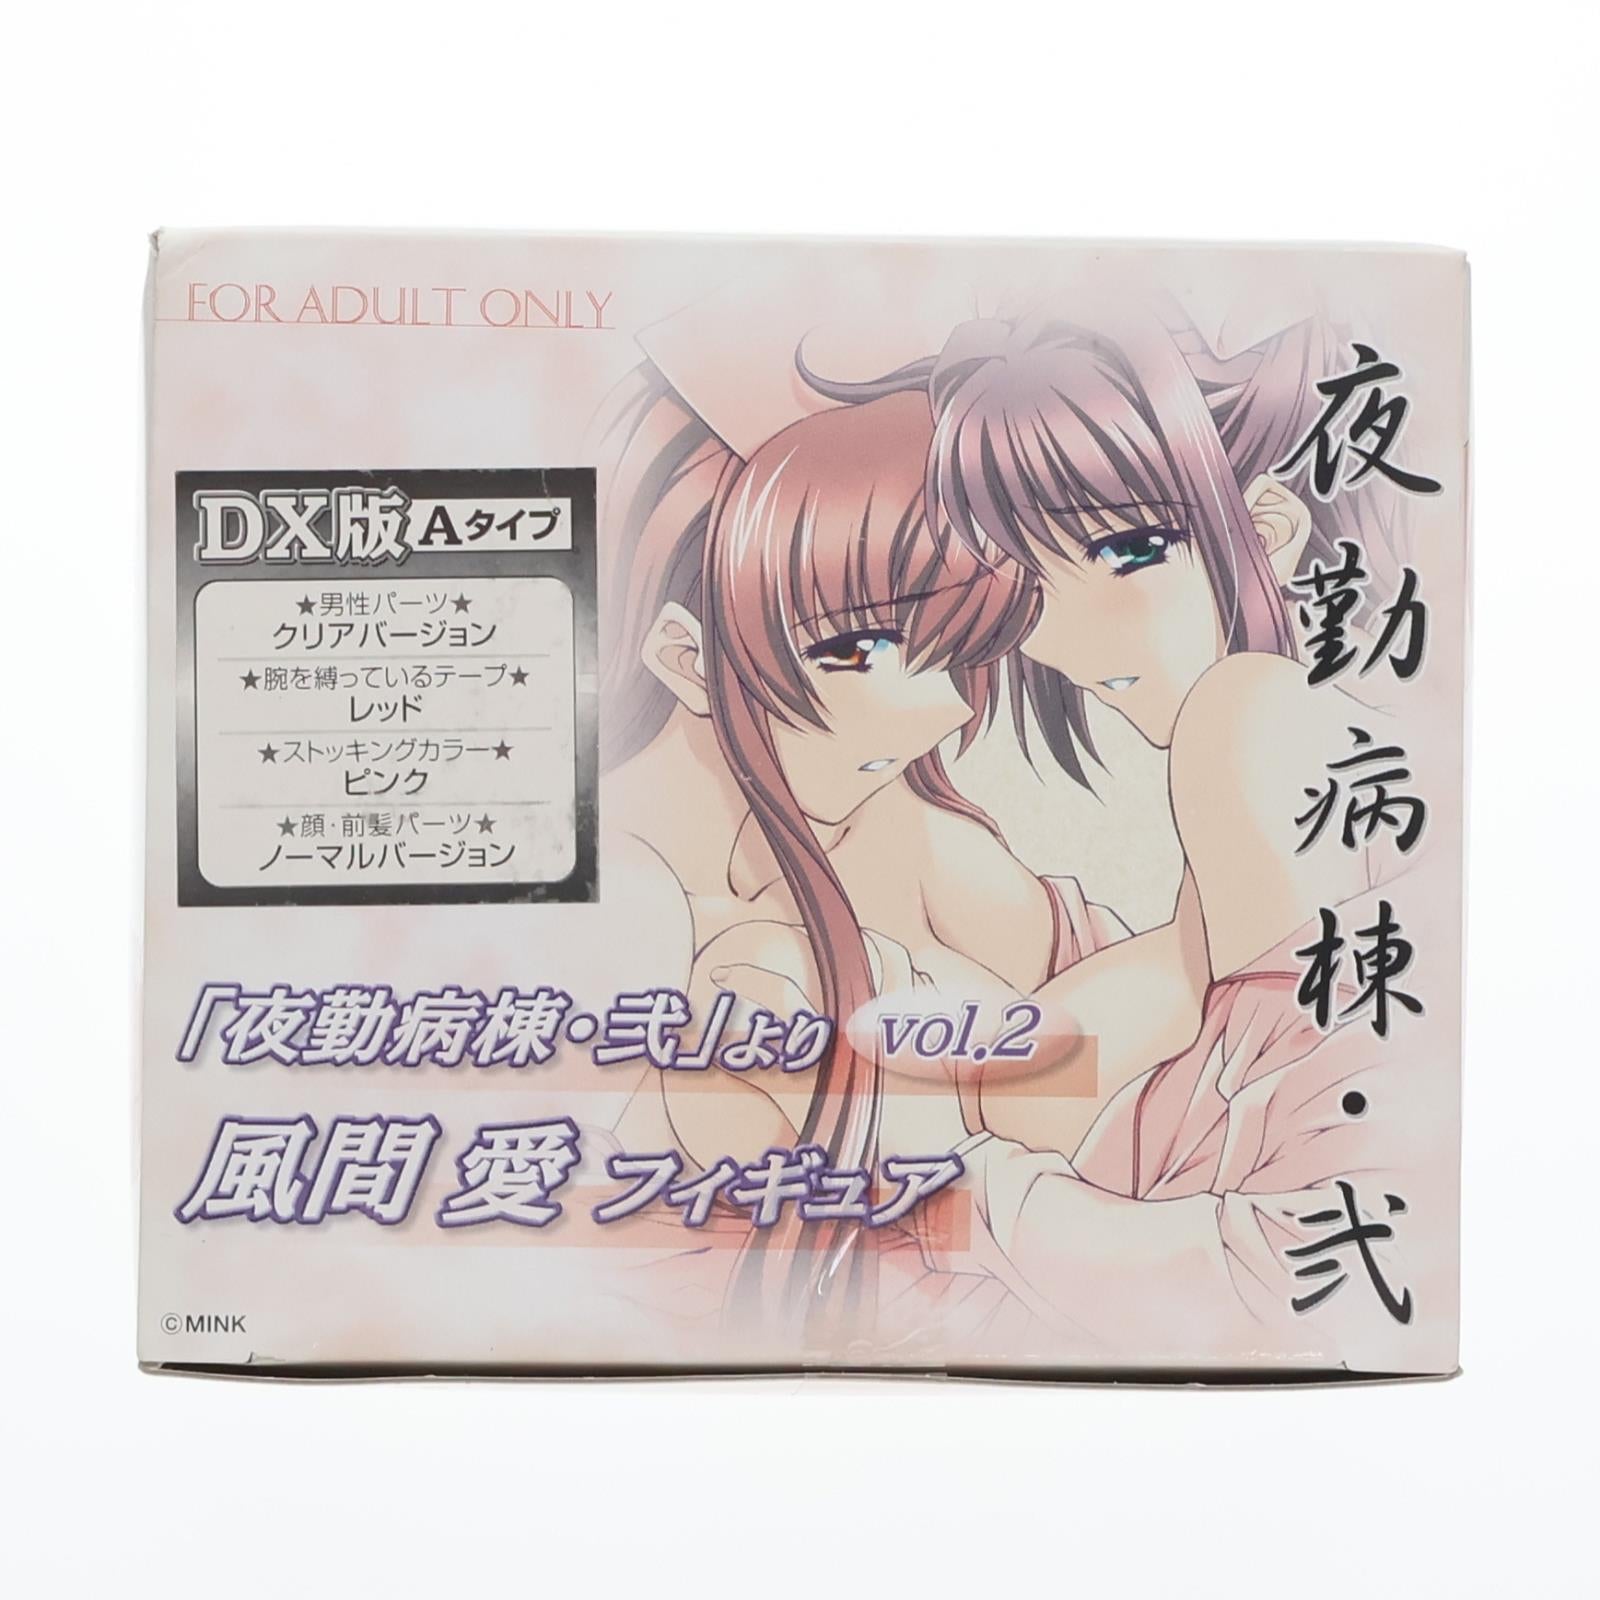 FOR ADULT ONLY
夜勤病棟・弐
DX版 Aタイプ
★男性パーツ★
クリアバージョン
★腕を縛っているテープ★
レッド
★ストッキングカラー★
ピンク
★顔・前髪パーツ★
ノーマルバージョン
「夜勤病棟・弐」より vol.2
風間 愛 フィギュア
©MINK